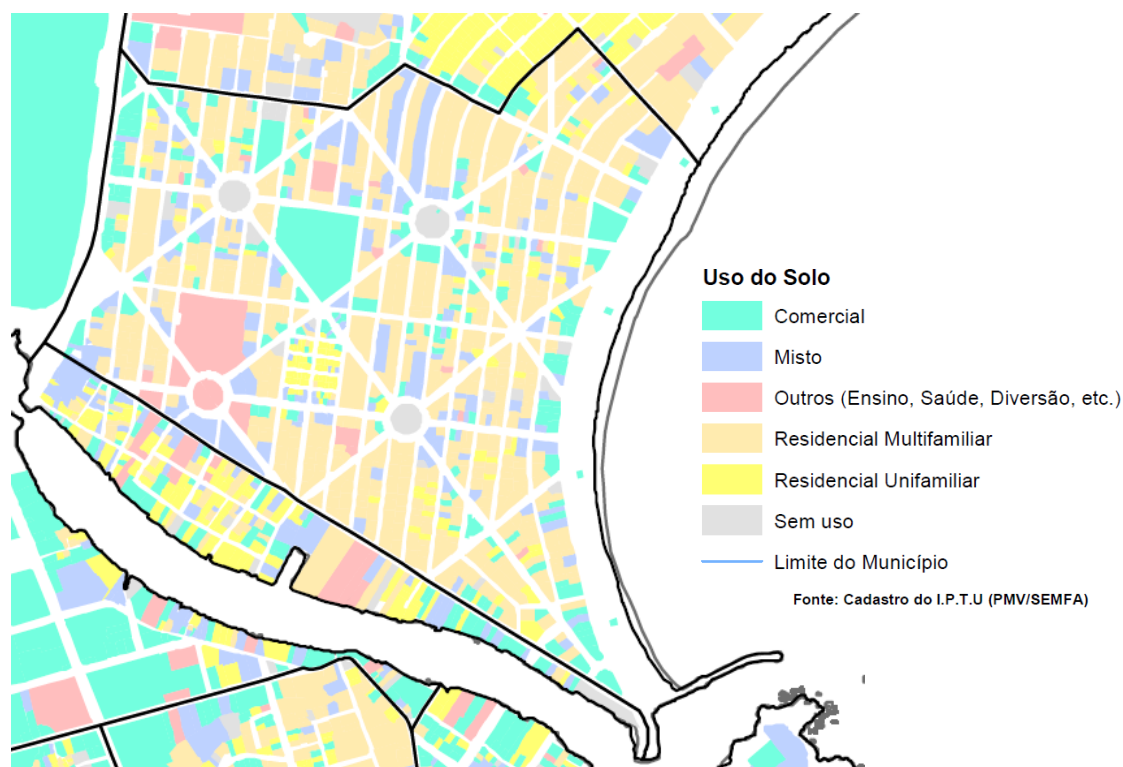 Uso do Solo
Comercial
Misto
Outros (Ensino, Saúde, Diversão, etc.)
Residencial Multifamiliar
Residencial Unifamiliar
Sem uso
Limite do Município
Fonte: Cadastro do I.P.T.U (PMV/SEMFA)